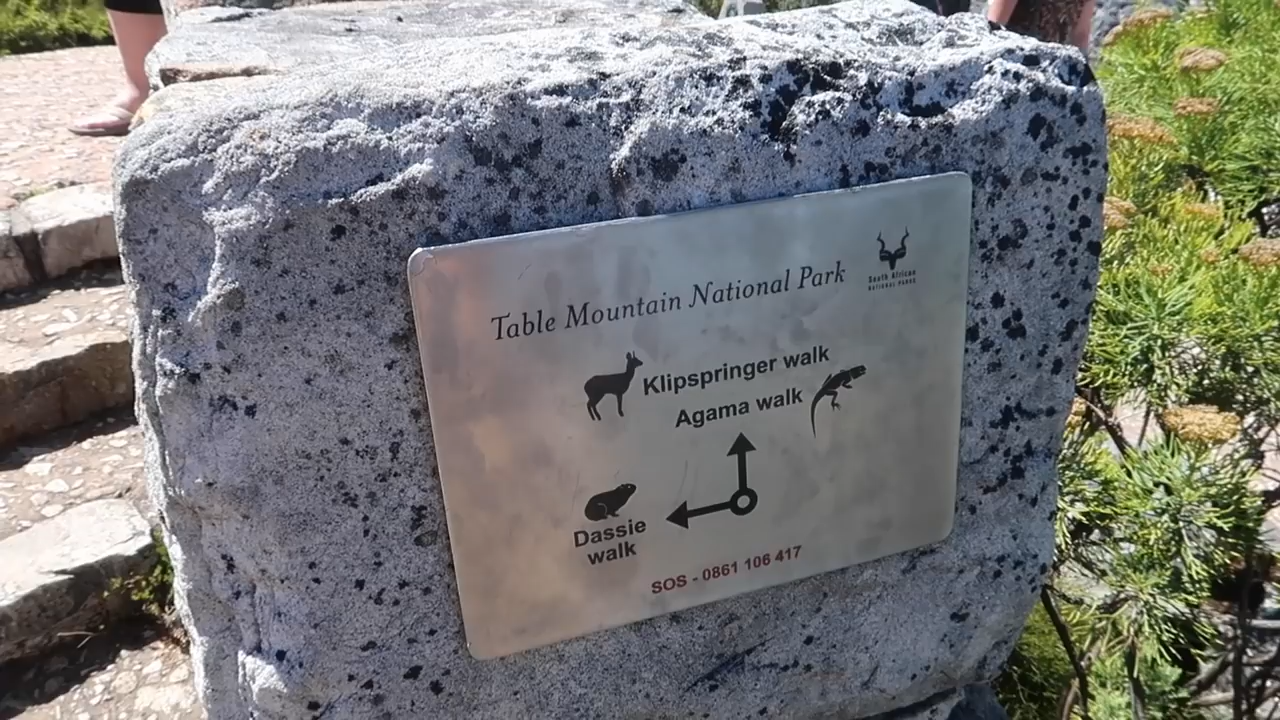 Table Mountain National Park
South African
NATIONAL PARKS
Klipspringer walk
Agama walk
Dassie
walk
SOS - 0861 106 417